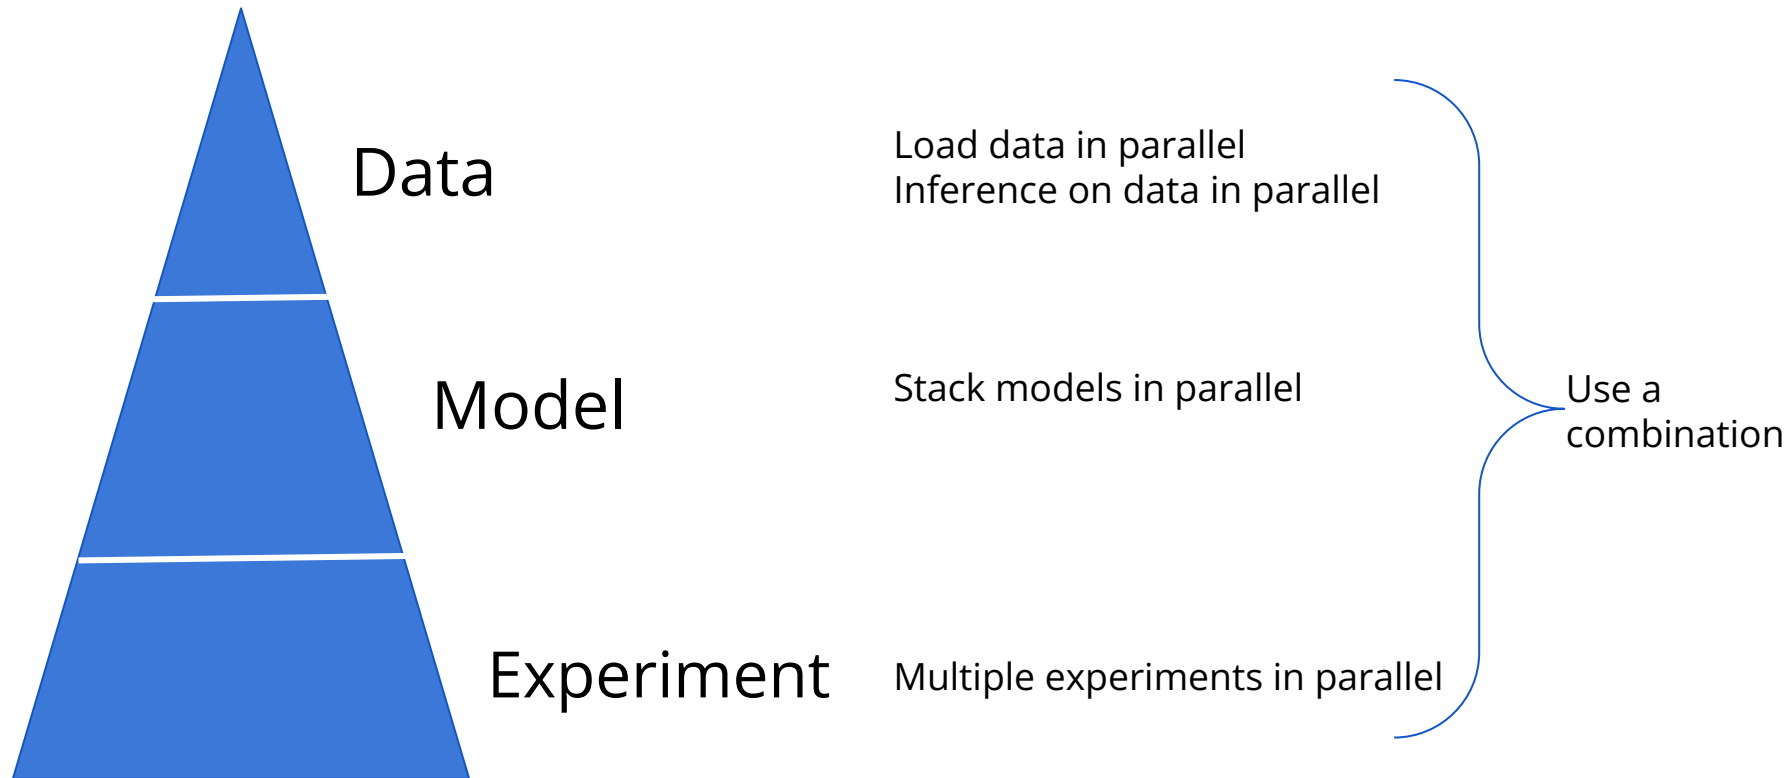 Data
Load data in parallel
Inference on data in parallel
Model
Stack models in parallel
Use a
combination
Experiment
Multiple experiments in parallel